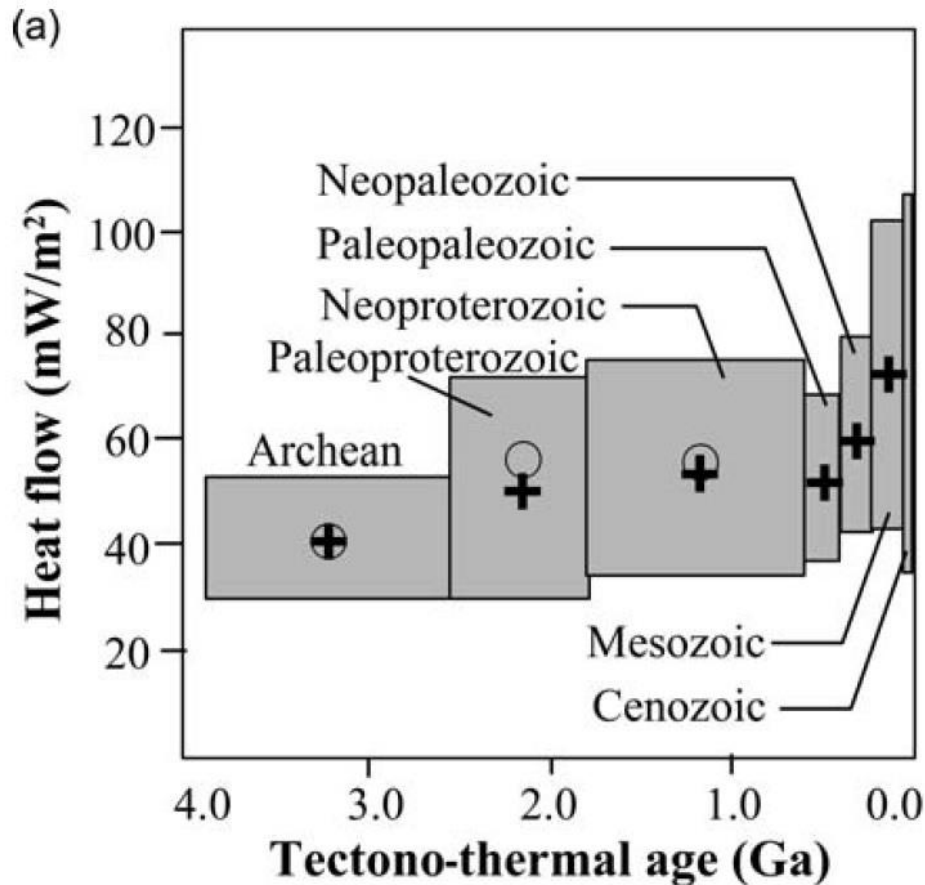 (a)
Heat flow (mW/m²)
120
100
80
60
40
20
Neopaleozoic
Paleopaleozoic
Neoproterozoic
Paleoproterozoic
Archean
Mesozoic
Cenozoic
4.0 3.0 2.0 1.0 0.0
Tectono-thermal age (Ga)